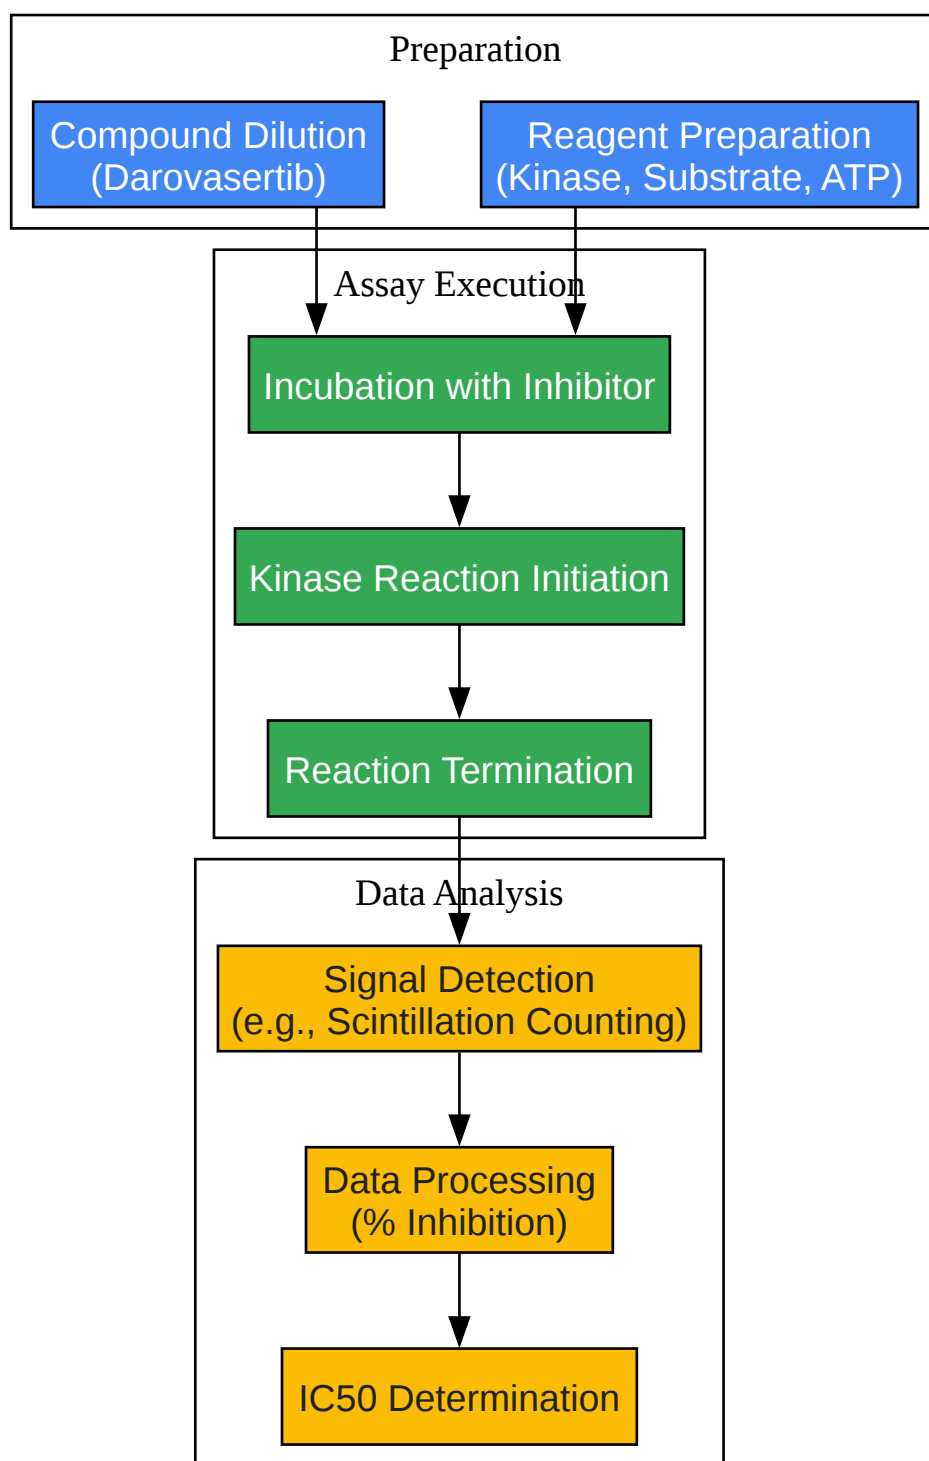 Preparation
Compound Dilution
(Darovasertib)
Reagent Preparation
(Kinase, Substrate, ATP)
Assay Execution
Incubation with Inhibitor
Kinase Reaction Initiation
Reaction Termination
Data Analysis
Signal Detection
(e.g., Scintillation Counting)
Data Processing
(% Inhibition)
IC50 Determination